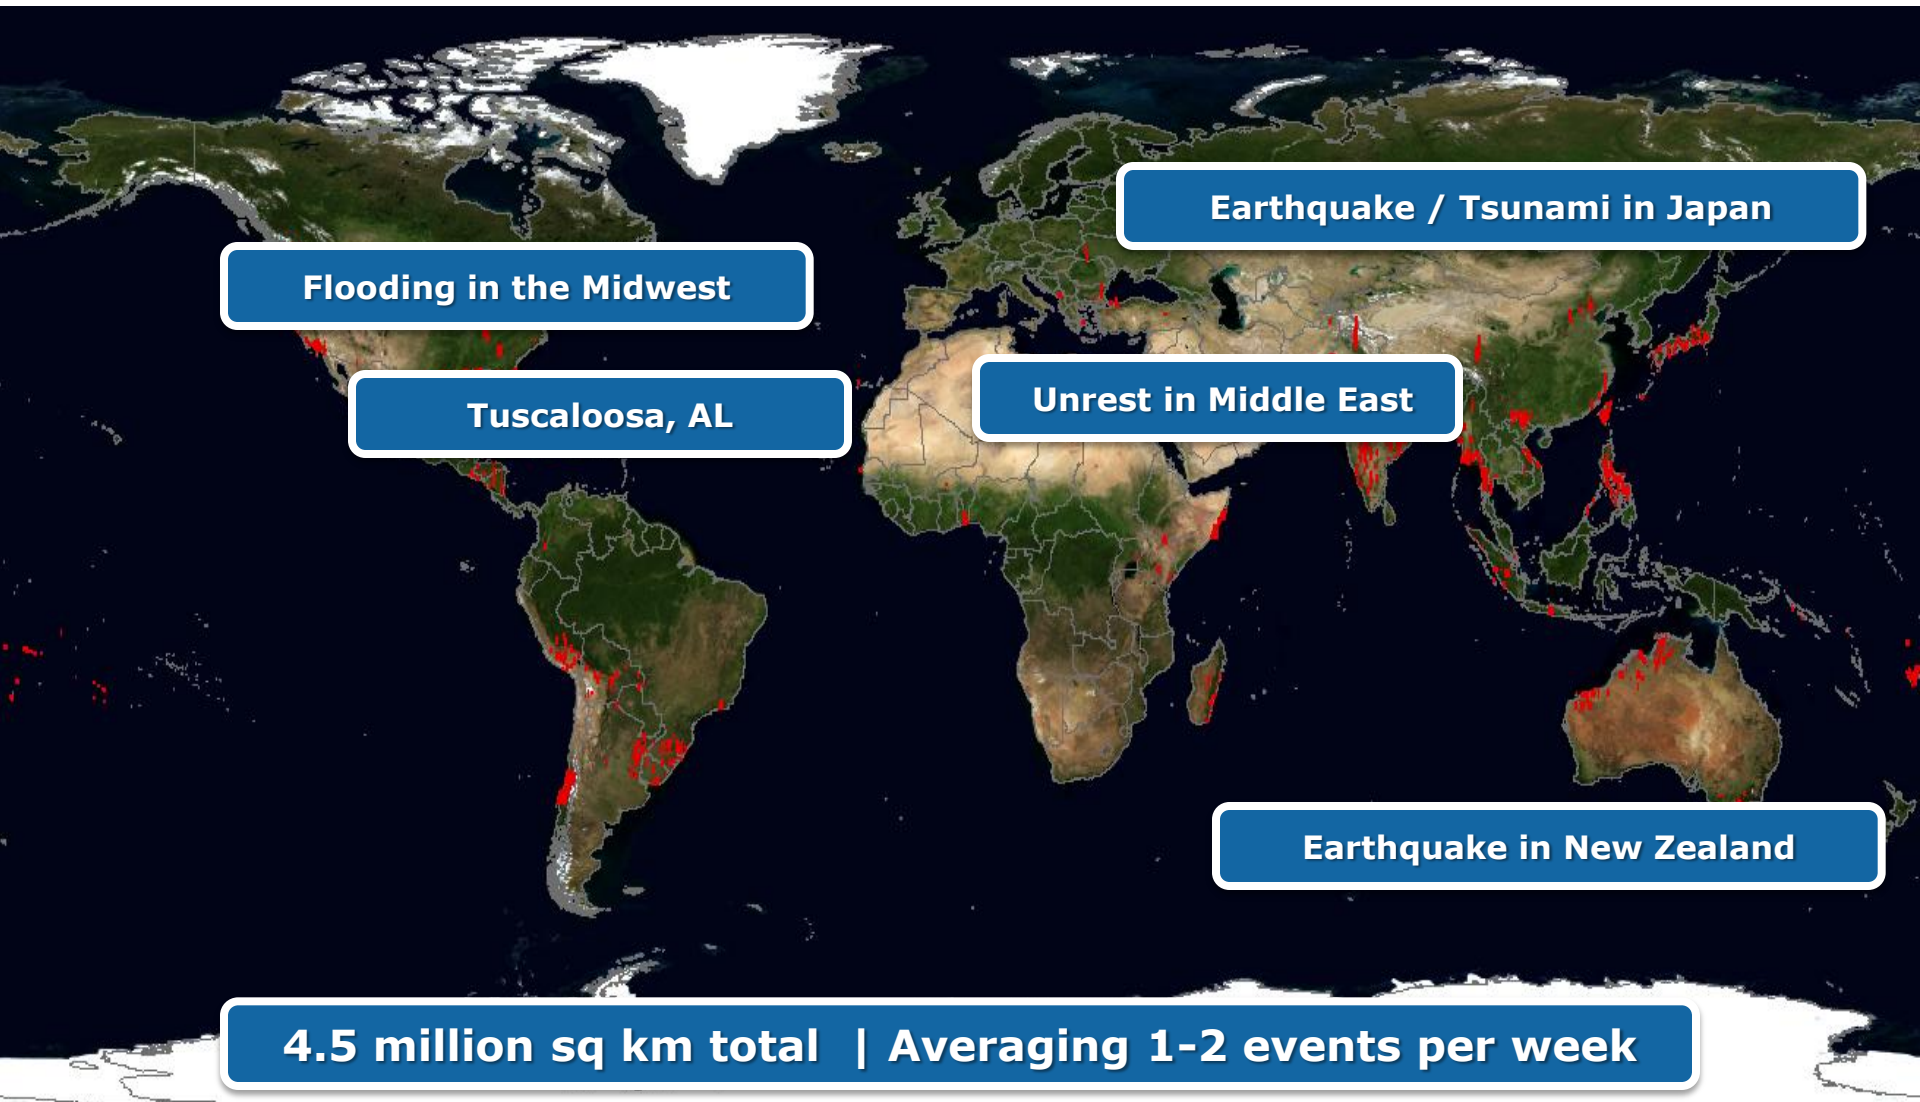 Earthquake / Tsunami in Japan
Flooding in the Midwest
Unrest in Middle East
Tuscaloosa, AL
Earthquake in New Zealand
4.5 million sq km total | Averaging 1-2 events per week